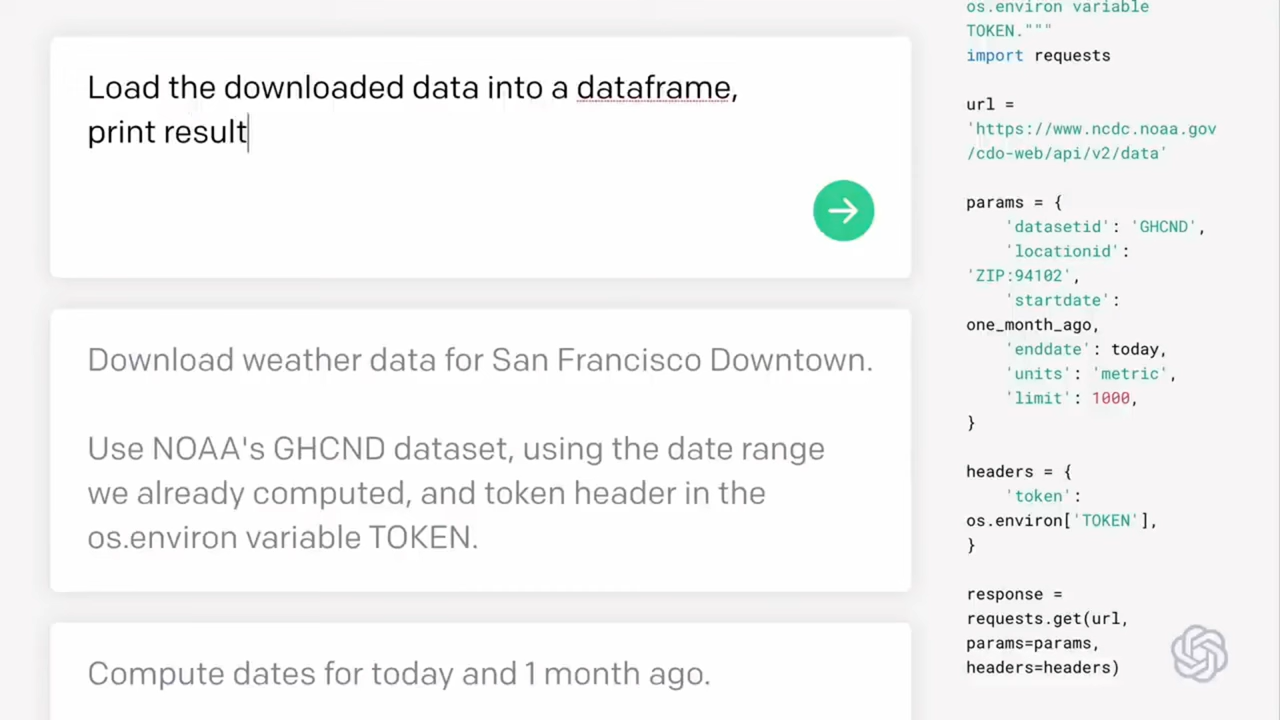 Load the downloaded data into a dataframe,
print result
Download weather data for San Francisco Downtown.
Use NOAA's GHCND dataset, using the date range
we already computed, and token header in the
os.environ variable TOKEN.
Compute dates for today and 1 month ago.
os.environ variable
TOKEN."""
import requests
url =
'https://www.ncdc.noaa.gov
/cdo-web/api/v2/data'
params = {
'datasetid': 'GHCND',
'locationid':
'ZIP:94102',
'startdate':
one_month_ago,
'enddate': today,
'units': 'metric',
'limit': 1000,
}
headers = {
'token':
os.environ['TOKEN'],
}
response =
requests.get(url,
params=params,
headers=headers)